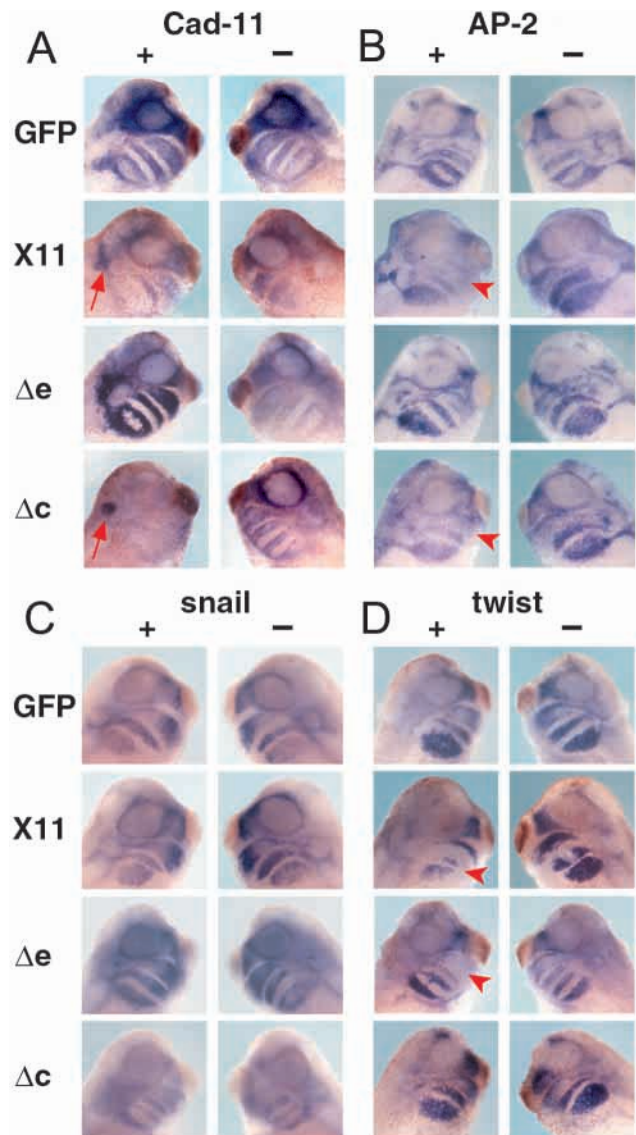 Cad-11 AP-2
A + − B + −
GFP
X11
Δe
Δc
snail twist
C + − D + −
GFP
X11
Δe
Δc